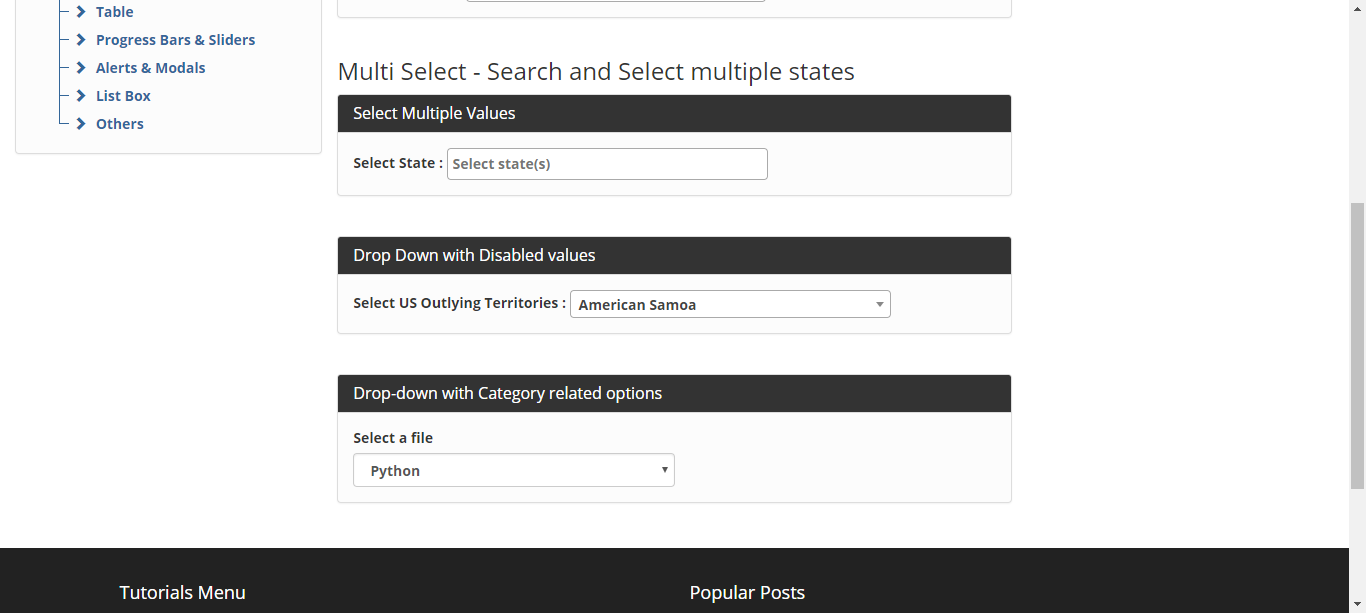 Table
Progress Bars & Sliders
Alerts & Modals
List Box
Others
Multi Select - Search and Select multiple states
Select Multiple Values
Select State : Select state(s)
Drop Down with Disabled values
Select US Outlying Territories : American Samoa
Drop-down with Category related options
Select a file
Python
Tutorials Menu
Popular Posts